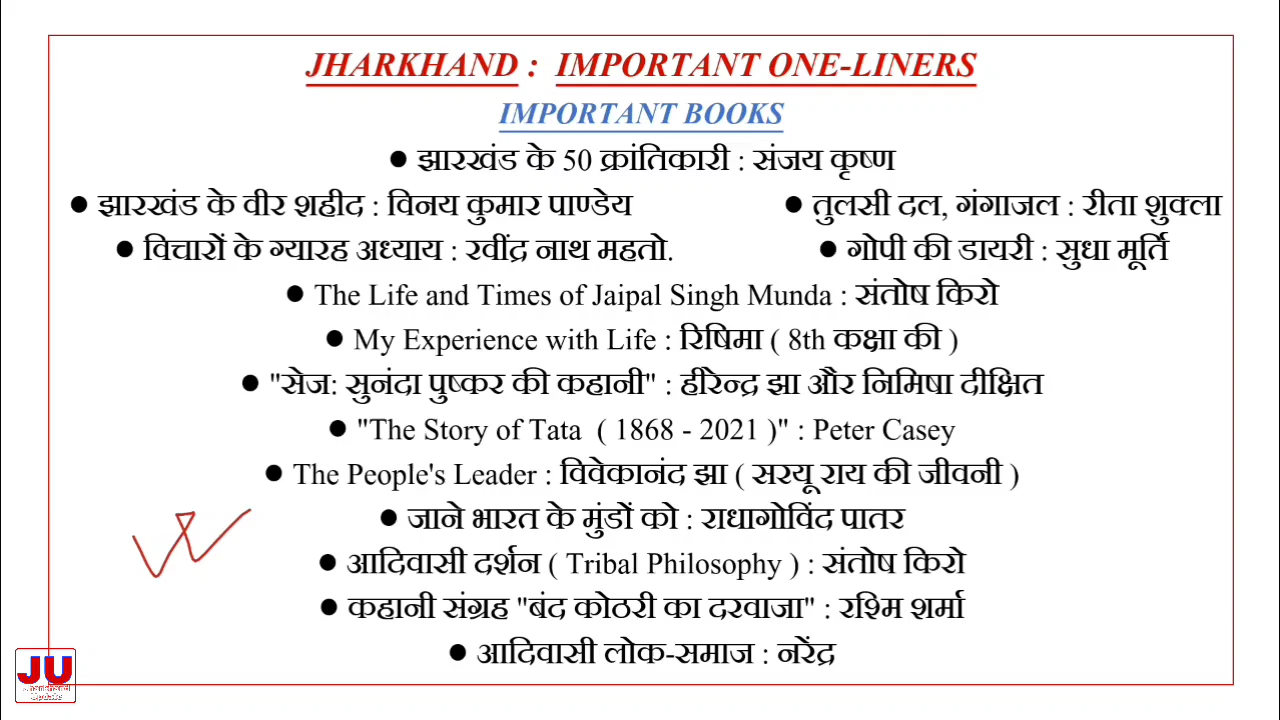 JHARKHAND : IMPORTANT ONE-LINERS
IMPORTANT BOOKS
● झारखंड के 50 क्रांतिकारी : संजय कृष्ण
● झारखंड के वीर शहीद : विनय कुमार पाण्डेय ● तुलसी दल, गंगाजल : रीता शुक्ला
● विचारों के ग्यारह अध्याय : रवींद्र नाथ महतो. ● गोपी की डायरी : सुधा मूर्ति
● The Life and Times of Jaipal Singh Munda : संतोष किरो
● My Experience with Life : रिषिमा ( 8th कक्षा की )
● "सेज: सुनंदा पुष्कर की कहानी" : हीरेन्द्र झा और निमिषा दीक्षित
● "The Story of Tata ( 1868 - 2021 )" : Peter Casey
● The People's Leader : विवेकानंद झा ( सरयू राय की जीवनी )
● जाने भारत के मुंडों को : राधागोविंद पातर
● आदिवासी दर्शन ( Tribal Philosophy ) : संतोष किरो
● कहानी संग्रह "बंद कोठरी का दरवाजा" : रश्मि शर्मा
● आदिवासी लोक-समाज : नरेंद्र
JU
Jharkhand
Updates